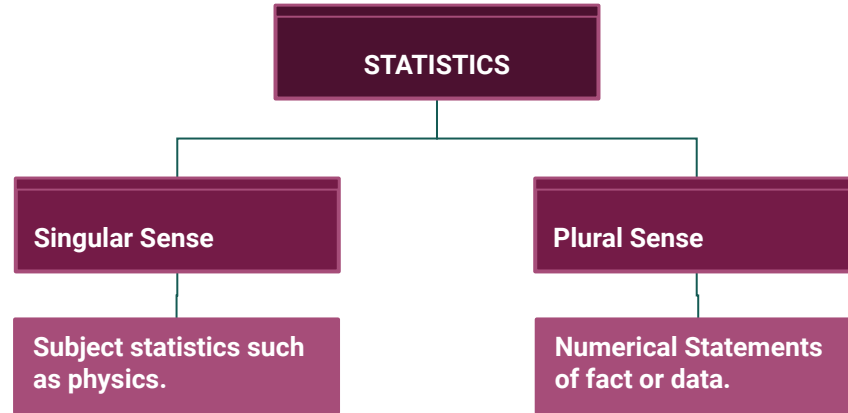 STATISTICS
Singular Sense
Plural Sense
Subject statistics such
as physics.
Numerical Statements
of fact or data.